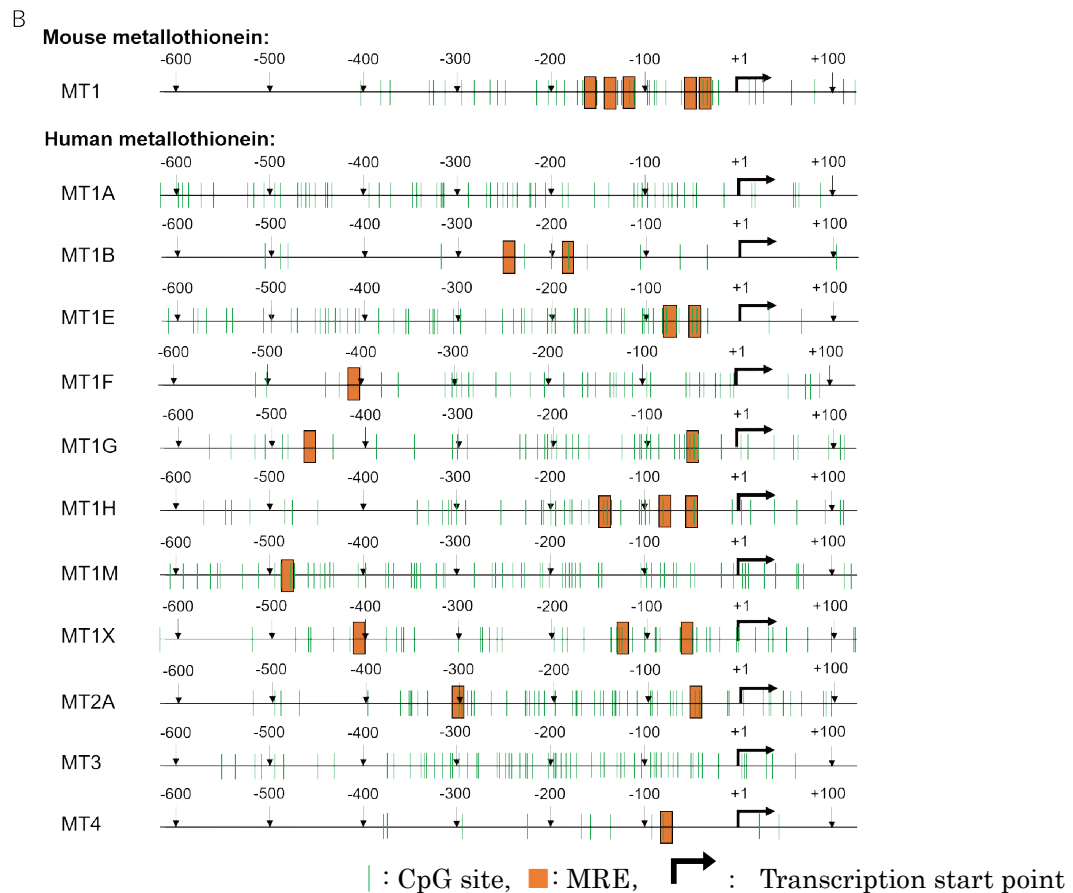 B
Mouse metallothionein:
-600 -500 -400 -300 -200 -100 +1 +100
MT1
Human metallothionein:
-600 -500 -400 -300 -200 -100 +1 +100
MT1A
-600 -500 -400 -300 -200 -100 +1 +100
MT1B
-600 -500 -400 -300 -200 -100 +1 +100
MT1E
-600 -500 -400 -300 -200 -100 +1 +100
MT1F
-600 -500 -400 -300 -200 -100 +1 +100
MT1G
-600 -500 -400 -300 -200 -100 +1 +100
MT1H
-600 -500 -400 -300 -200 -100 +1 +100
MT1M
-600 -500 -400 -300 -200 -100 +1 +100
MT1X
-600 -500 -400 -300 -200 -100 +1 +100
MT2A
-600 -500 -400 -300 -200 -100 +1 +100
MT3
-600 -500 -400 -300 -200 -100 +1 +100
MT4
: CpG site, : MRE, : Transcription start point